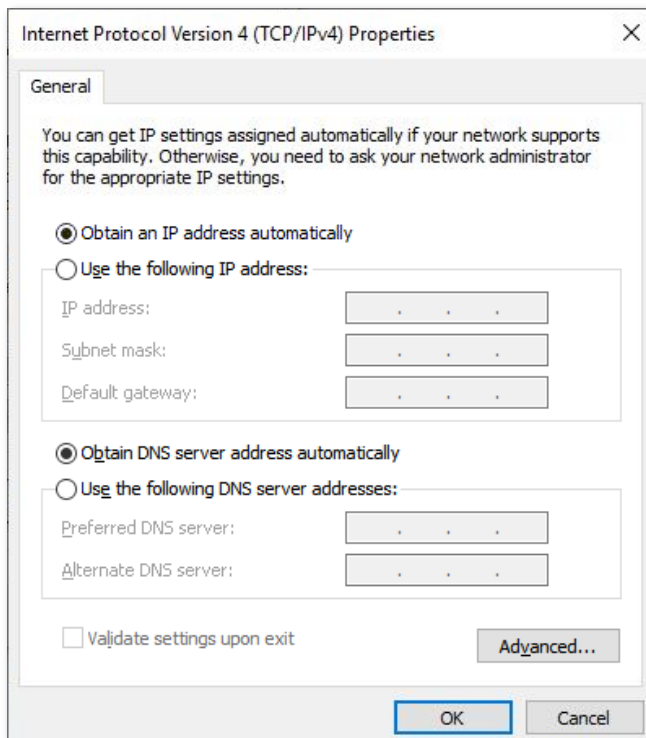 Internet Protocol Version 4 (TCP/IPv4) Properties
General
You can get IP settings assigned automatically if your network supports
this capability. Otherwise, you need to ask your network administrator
for the appropriate IP settings.
Obtain an IP address automatically
Use the following IP address:
IP address:
Subnet mask:
Default gateway:
Obtain DNS server address automatically
Use the following DNS server addresses:
Preferred DNS server:
Alternate DNS server:
Validate settings upon exit
Advanced...
OK
Cancel